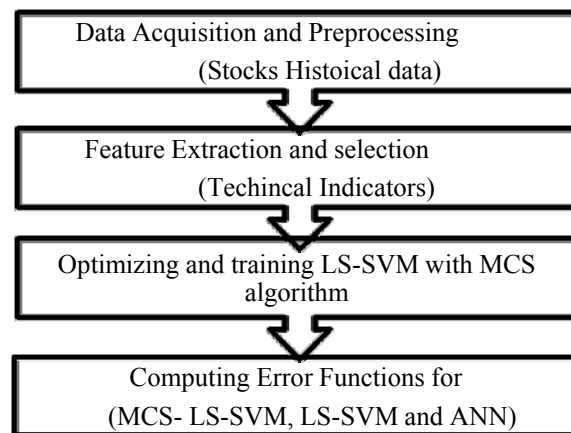 Data Acquisition and Preprocessing
(Stocks Histoical data)
Feature Extraction and selection
(Techincal Indicators)
Optimizing and training LS-SVM with MCS
algorithm
Computing Error Functions for
(MCS- LS-SVM, LS-SVM and ANN)